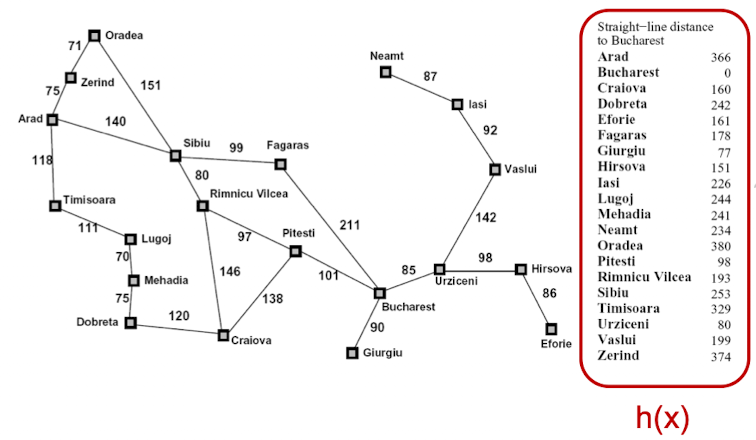 Oradea
71
Neamt
87
Zerind
151
75
Iasi
Arad
140
92
Sibiu
99
Fagaras
118
80
Vaslui
Rimnicu Vilcea
Timisoara
211
142
111
Lugoj
97
Pitesti
70
98
Hirsova
146
101
85
Mehadia
Urziceni
75
138
86
120
Bucharest
Dobreta
90
Craiova
Eforie
Giurgiu
Straight−line distance
to Bucharest
Arad 366
Bucharest 0
Craiova 160
Dobreta 242
Eforie 161
Fagaras 178
Giurgiu 77
Hirsova 151
Iasi 226
Lugoj 244
Mehadia 241
Neamt 234
Oradea 380
Pitesti 98
Rimnicu Vilcea 193
Sibiu 253
Timisoara 329
Urziceni 80
Vaslui 199
Zerind 374
h(x)